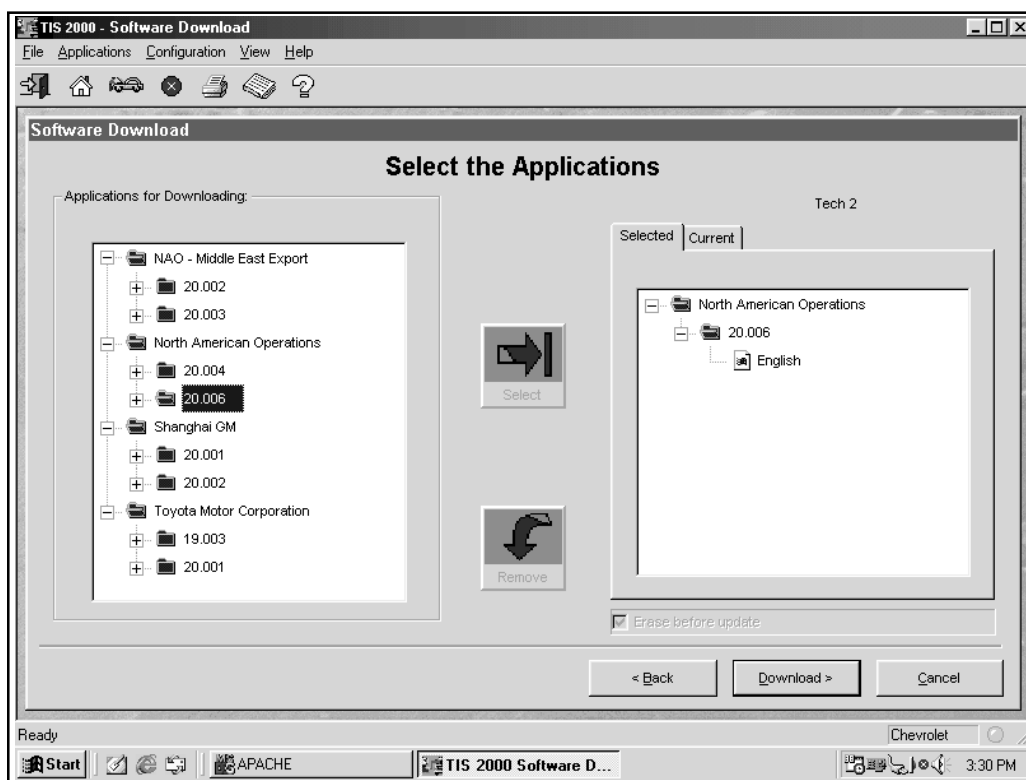 TIS 2000 - Software Download
File Applications Configuration View Help
Software Download
Select the Applications
Applications for Downloading:
Tech 2
Selected Current
NAO - Middle East Export
20.002
20.003
North American Operations
20.004
20.006
Shanghai GM
20.001
20.002
Toyota Motor Corporation
19.003
20.001
Select
Remove
North American Operations
20.006
English
Erase before update
< Back Download > Cancel
Ready Chevrolet
Start APACHE TIS 2000 Software D... 3:30 PM